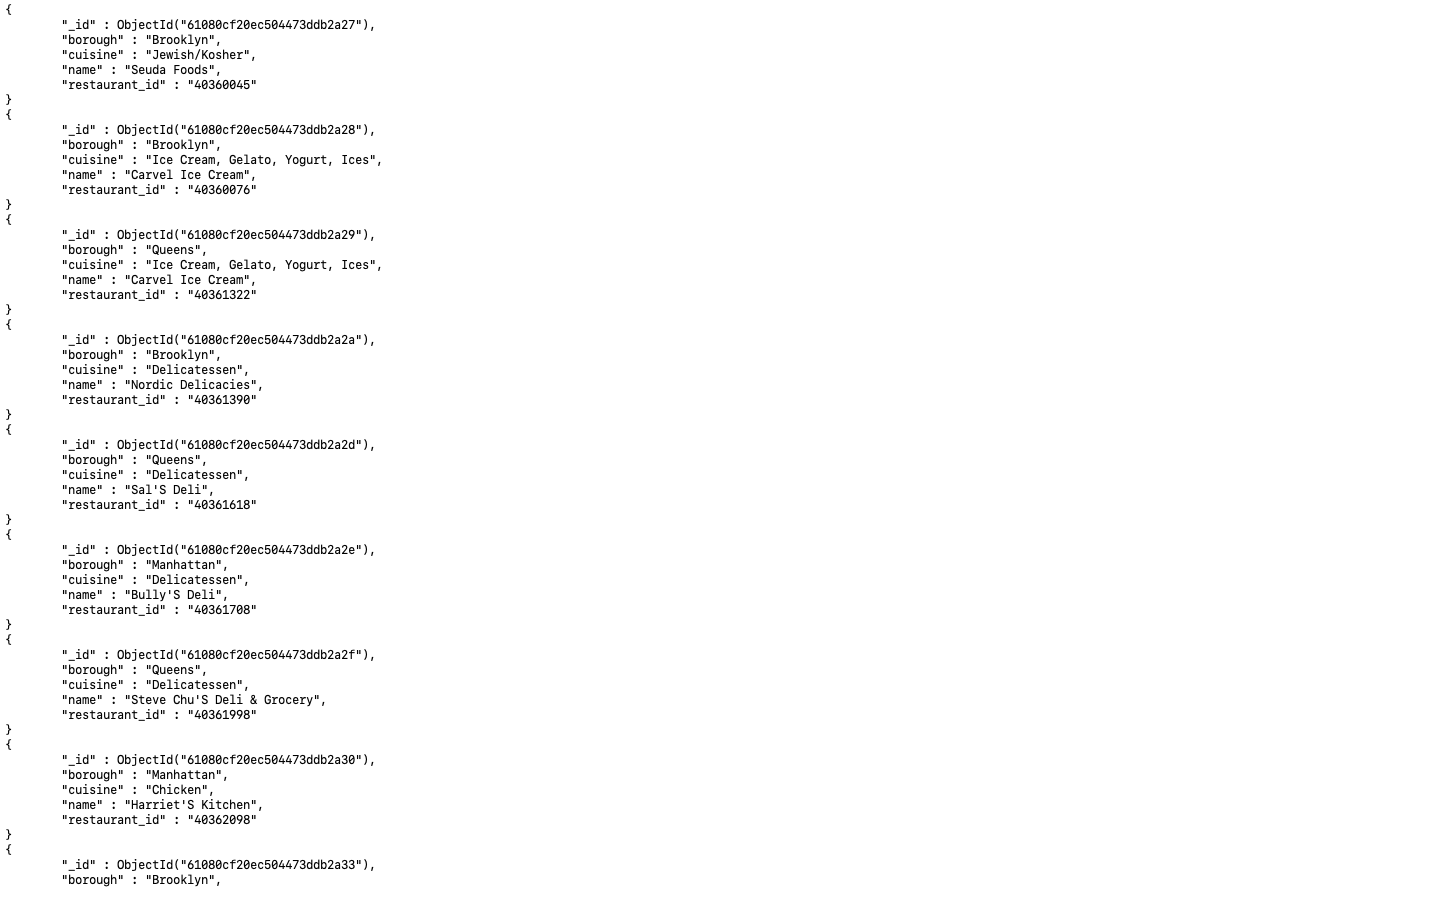 {
"_id" : ObjectId("61080cf20ec504473ddb2a27"),
"borough" : "Brooklyn",
"cuisine" : "Jewish/Kosher",
"name" : "Seuda Foods",
"restaurant_id" : "40360045"
}
{
"_id" : ObjectId("61080cf20ec504473ddb2a28"),
"borough" : "Brooklyn",
"cuisine" : "Ice Cream, Gelato, Yogurt, Ices",
"name" : "Carvel Ice Cream",
"restaurant_id" : "40360076"
}
{
"_id" : ObjectId("61080cf20ec504473ddb2a29"),
"borough" : "Queens",
"cuisine" : "Ice Cream, Gelato, Yogurt, Ices",
"name" : "Carvel Ice Cream",
"restaurant_id" : "40361322"
}
{
"_id" : ObjectId("61080cf20ec504473ddb2a2a"),
"borough" : "Brooklyn",
"cuisine" : "Delicatessen",
"name" : "Nordic Delicacies",
"restaurant_id" : "40361390"
}
{
"_id" : ObjectId("61080cf20ec504473ddb2a2d"),
"borough" : "Queens",
"cuisine" : "Delicatessen",
"name" : "Sal'S Deli",
"restaurant_id" : "40361618"
}
{
"_id" : ObjectId("61080cf20ec504473ddb2a2e"),
"borough" : "Manhattan",
"cuisine" : "Delicatessen",
"name" : "Bully'S Deli",
"restaurant_id" : "40361708"
}
{
"_id" : ObjectId("61080cf20ec504473ddb2a2f"),
"borough" : "Queens",
"cuisine" : "Delicatessen",
"name" : "Steve Chu'S Deli & Grocery",
"restaurant_id" : "40361998"
}
{
"_id" : ObjectId("61080cf20ec504473ddb2a30"),
"borough" : "Manhattan",
"cuisine" : "Chicken",
"name" : "Harriet'S Kitchen",
"restaurant_id" : "40362098"
}
{
"_id" : ObjectId("61080cf20ec504473ddb2a33"),
"borough" : "Brooklyn",